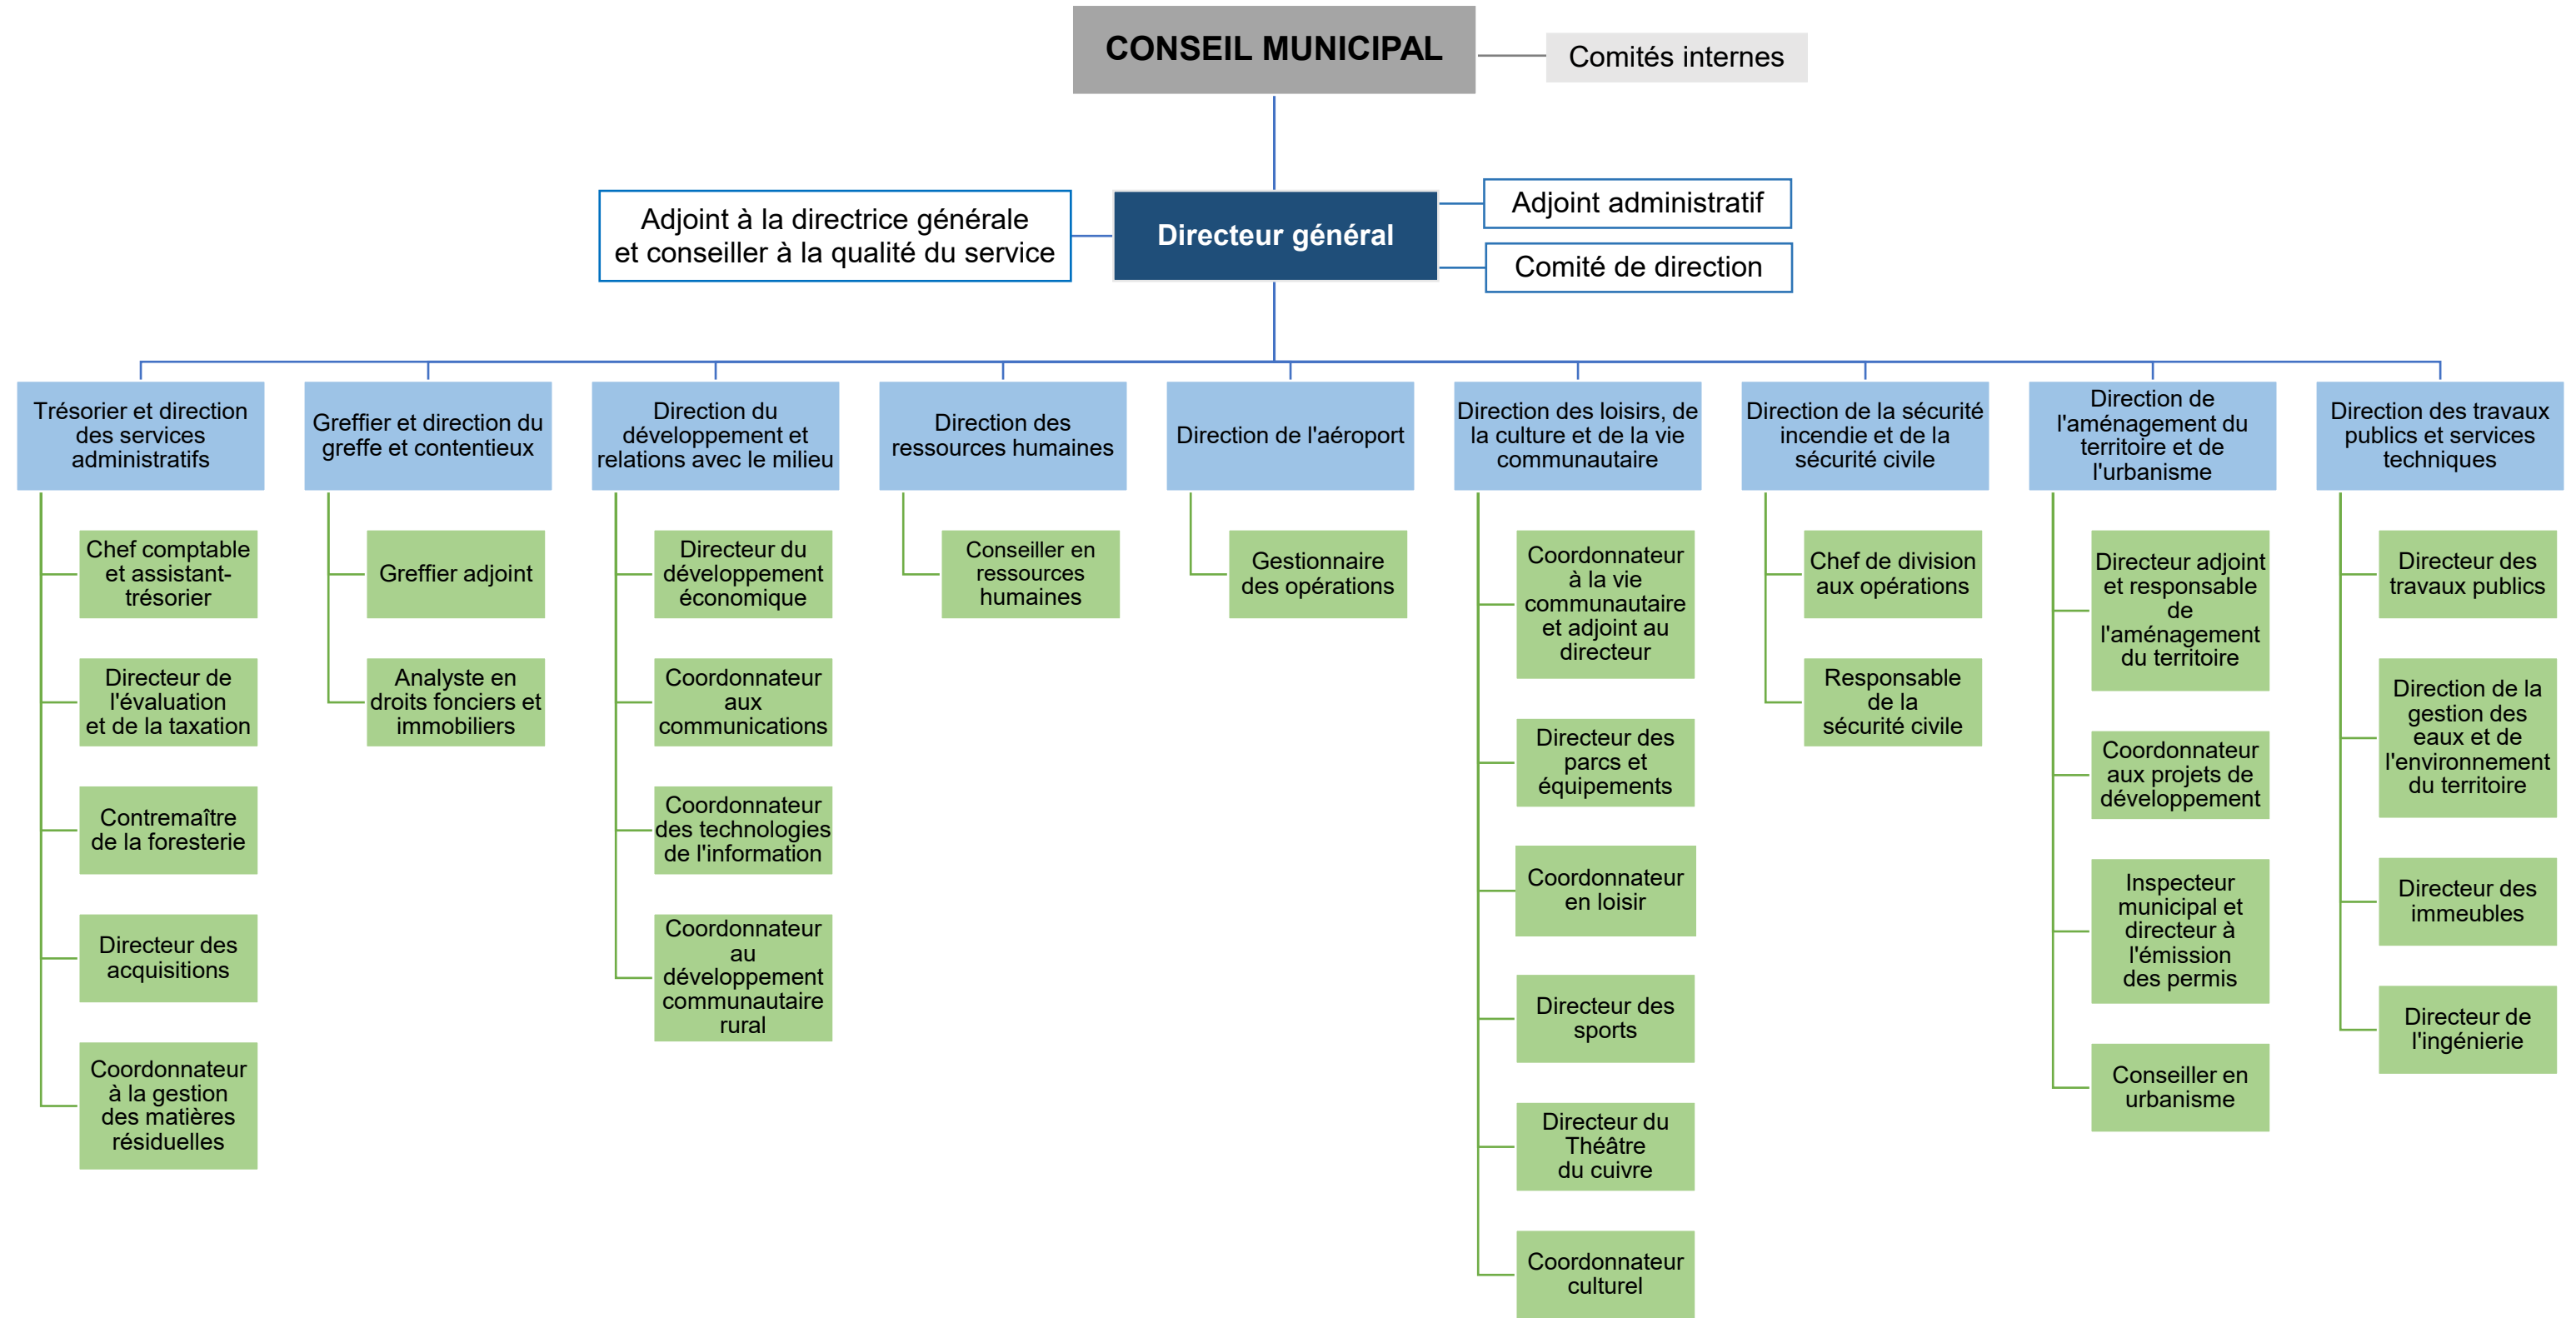 CONSEIL MUNICIPAL
Comités internes
Adjoint à la directrice générale
et conseiller à la qualité du service
Directeur général
Adjoint administratif
Comité de direction
Trésorier et direction
des services
administratifs
Greffier et direction du
greffe et contentieux
Direction du
développement et
relations avec le milieu
Direction des
ressources humaines
Direction de l'aéroport
Direction des loisirs, de
la culture et de la vie
communautaire
Direction de la sécurité
incendie et de la
sécurité civile
Direction de
l'aménagement du
territoire et de
l'urbanisme
Direction des travaux
publics et services
techniques
Chef comptable
et assistant-
trésorier
Directeur de
l'évaluation
et de la taxation
Contremaître
de la foresterie
Directeur des
acquisitions
Coordonnateur
à la gestion
des matières
résiduelles
Greffier adjoint
Analyste en
droits fonciers et
immobiliers
Directeur du
développement
économique
Coordonnateur
aux
communications
Coordonnateur
des technologies
de l'information
Coordonnateur
au
développement
communautaire
rural
Conseiller en
ressources
humaines
Gestionnaire
des opérations
Coordonnateur
à la vie
communautaire
et adjoint au
directeur
Directeur des
parcs et
équipements
Coordonnateur
en loisir
Directeur des
sports
Directeur du
Théâtre
du cuivre
Coordonnateur
culturel
Chef de division
aux opérations
Responsable
de la
sécurité civile
Directeur adjoint
et responsable
de
l'aménagement
du territoire
Coordonnateur
aux projets de
développement
Inspecteur
municipal et
directeur à
l'émission
des permis
Conseiller en
urbanisme
Directeur des
travaux publics
Direction de la
gestion des
eaux et de
l'environnement
du territoire
Directeur des
immeubles
Directeur de
l'ingénierie